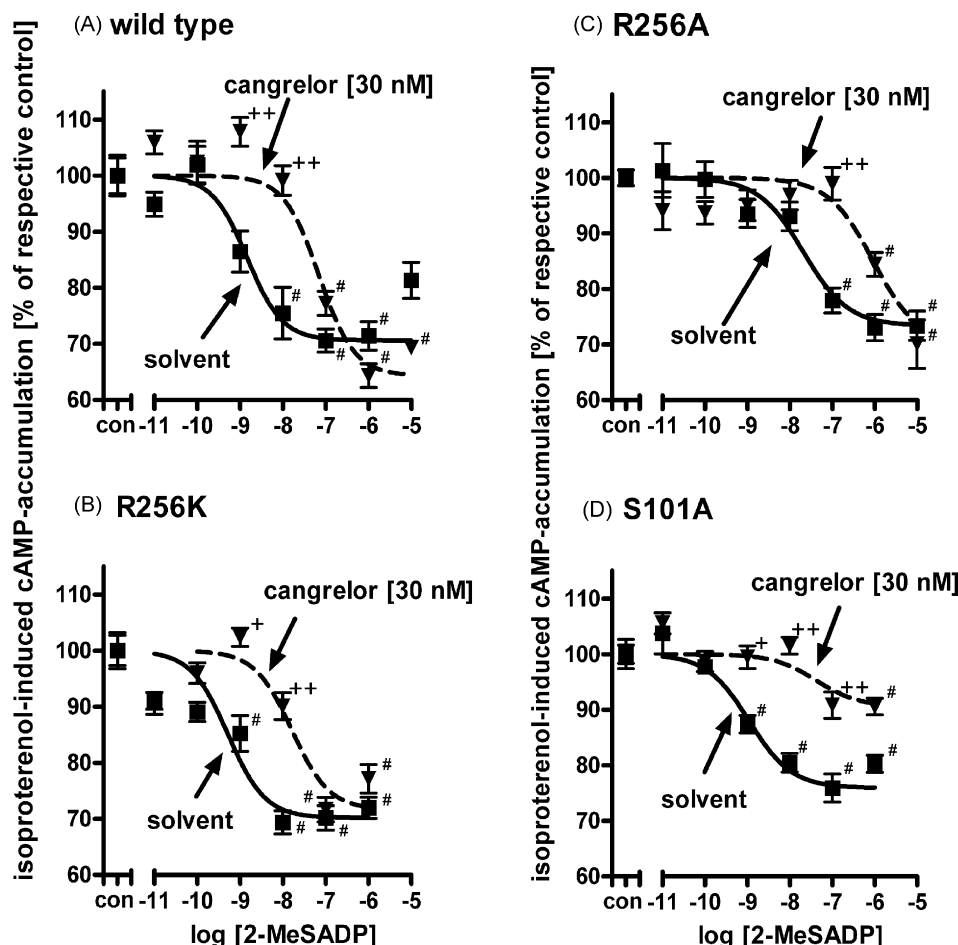 (A) wild type
isoproterenol-induced cAMP-accumulation [% of respective control]
cangrelor [30 nM]
++
110
++
100
90
80
#
#
#
70
#
#
#
solvent
60
con -11 -10 -9 -8 -7 -6 -5
(B) R256K
cangrelor [30 nM]
110
+
100
++
90
#
80
#
#
#
70
#
#
solvent
60
con -11 -10 -9 -8 -7 -6 -5
log [2-MeSADP]
(C) R256A
isoproterenol-induced cAMP-accumulation [% of respective control]
cangrelor [30 nM]
110
++
100
90
#
80
#
#
#
70
#
solvent
60
con -11 -10 -9 -8 -7 -6 -5
(D) S101A
cangrelor [30 nM]
110
++
+
100
++
#
90
#
#
#
80
#
solvent
70
60
con -11 -10 -9 -8 -7 -6 -5
log [2-MeSADP]